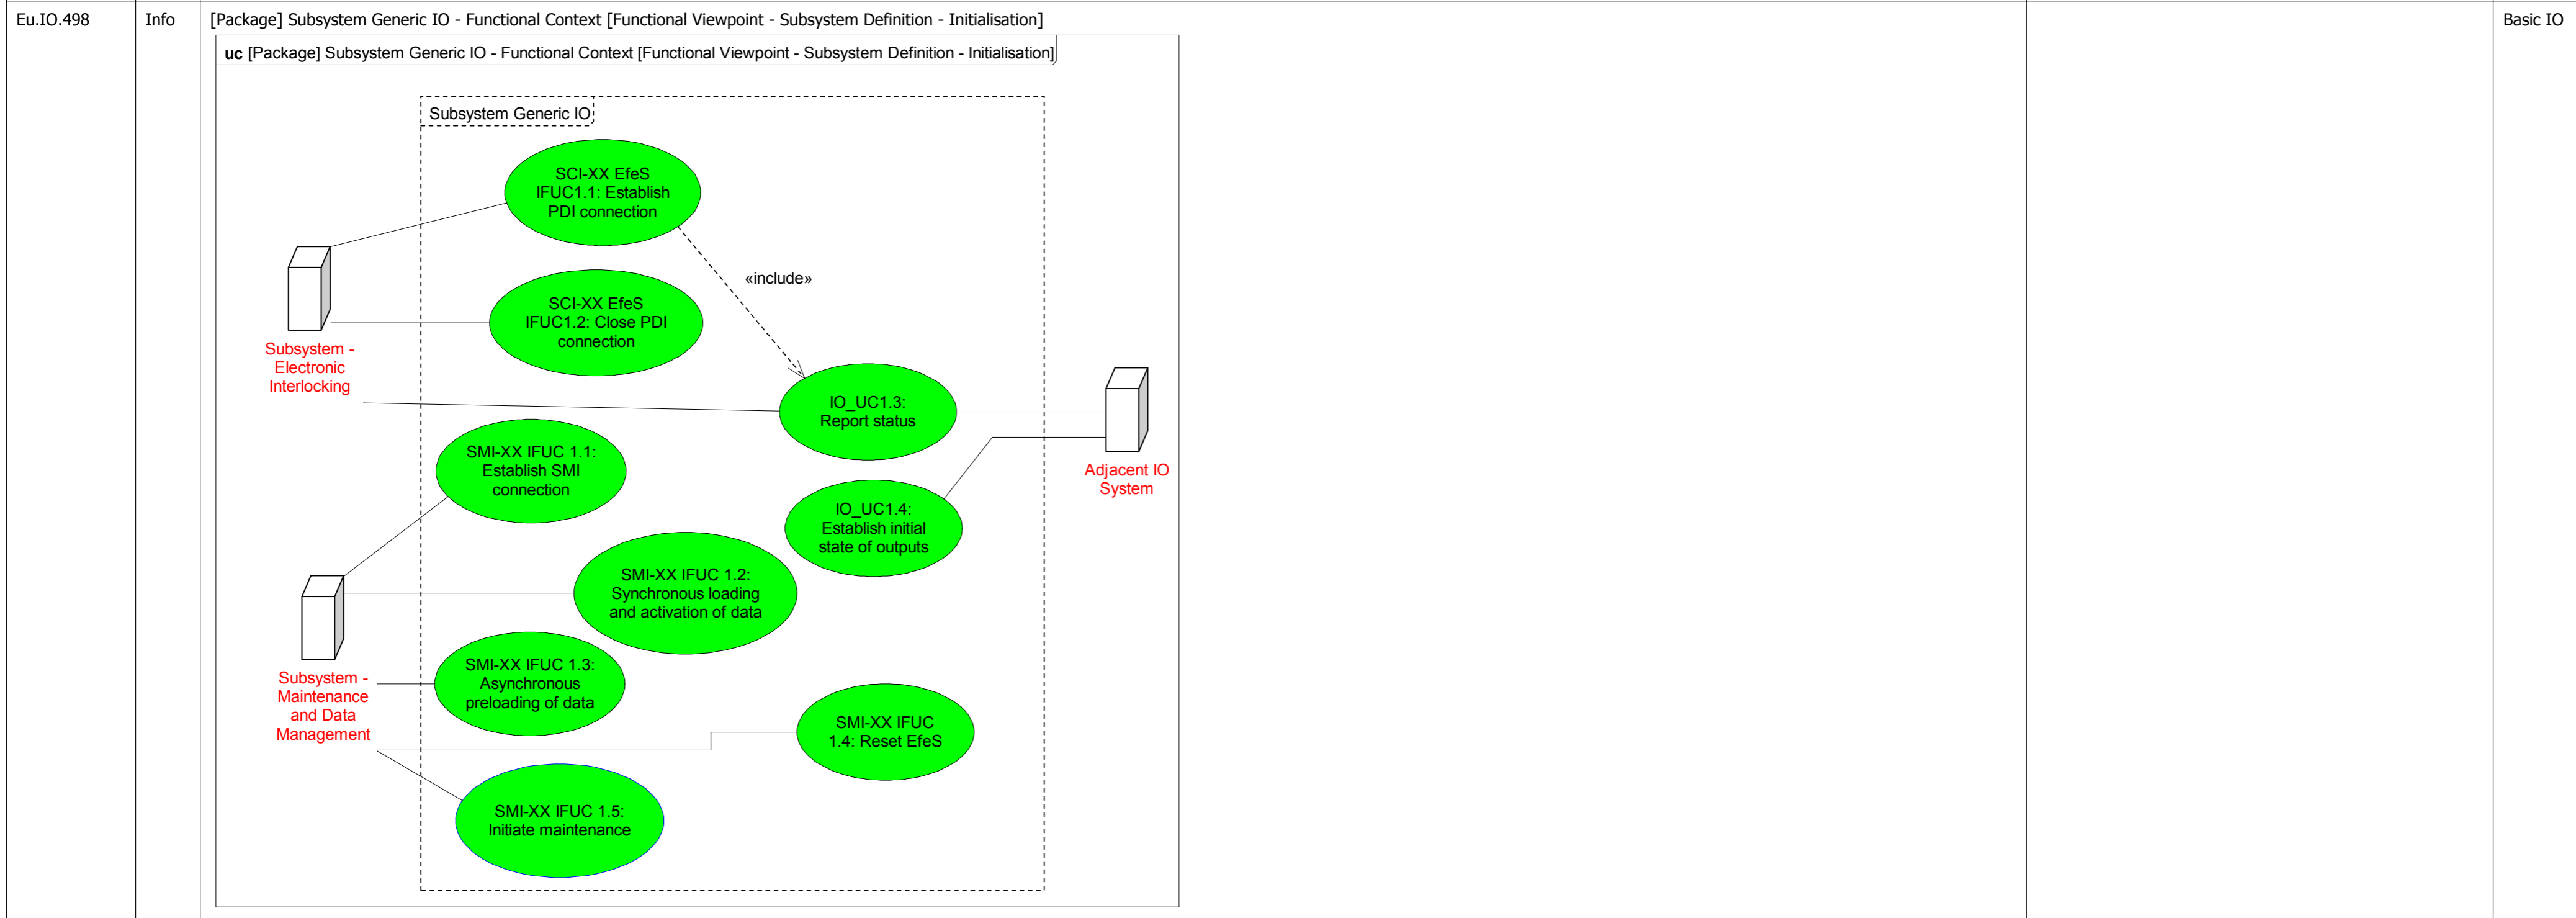 Eu.IO.498
Info
[Package] Subsystem Generic IO - Functional Context [Functional Viewpoint - Subsystem Definition - Initialisation]
Basic IO
uc [Package] Subsystem Generic IO - Functional Context [Functional Viewpoint - Subsystem Definition - Initialisation]
Subsystem Generic IO
SCI-XX EfeS
IFUC1.1: Establish
PDI connection
«include»
SCI-XX EfeS
IFUC1.2: Close PDI
connection
Subsystem -
Electronic
Interlocking
IO_UC1.3:
Report status
Adjacent IO
System
SMI-XX IFUC 1.1:
Establish SMI
connection
IO_UC1.4:
Establish initial
state of outputs
SMI-XX IFUC 1.2:
Synchronous loading
and activation of data
Subsystem -
Maintenance
and Data
Management
SMI-XX IFUC 1.3:
Asynchronous
preloading of data
SMI-XX IFUC
1.4: Reset EfeS
SMI-XX IFUC 1.5:
Initiate maintenance